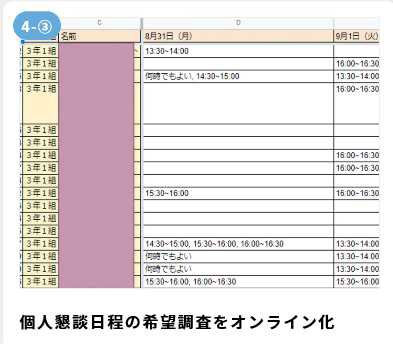 4-③
C D
組 名前 8月31日（月） 9月1日（火）
3年1組 13:30~14:00
3年1組 16:00~16:30
3年1組 何時でもよい, 14:30~15:00 13:30~14:00
3年1組 16:00~16:30
3年1組
3年1組
3年1組 16:00~16:30
3年1組 16:00~16:30
3年1組
3年1組 15:30~16:00 16:00~16:30
3年1組
3年1組
3年1組
3年1組 14:30~15:00, 15:30~16:00, 16:00~16:30 13:30~14:00
3年1組 何時でもよい 13:30~14:00
3年1組 何時でもよい 13:30~14:00
3年1組 15:30~16:00, 16:00~16:30 15:30~16:00
個人懇談日程の希望調査をオンライン化